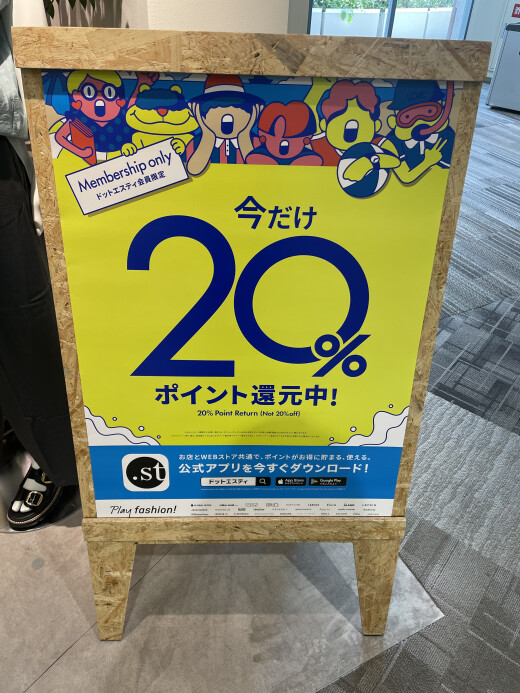 Membership only
ドットエスティ会員限定
今だけ
20%
ポイント還元中!
20% Point Return (Not 20%off)
お店とWEBストア共通で、ポイントがお得に貯まる、使える。
公式アプリを今すぐダウンロード!
.st
ドットエスティ
App Store
Google Play
Play fashion!